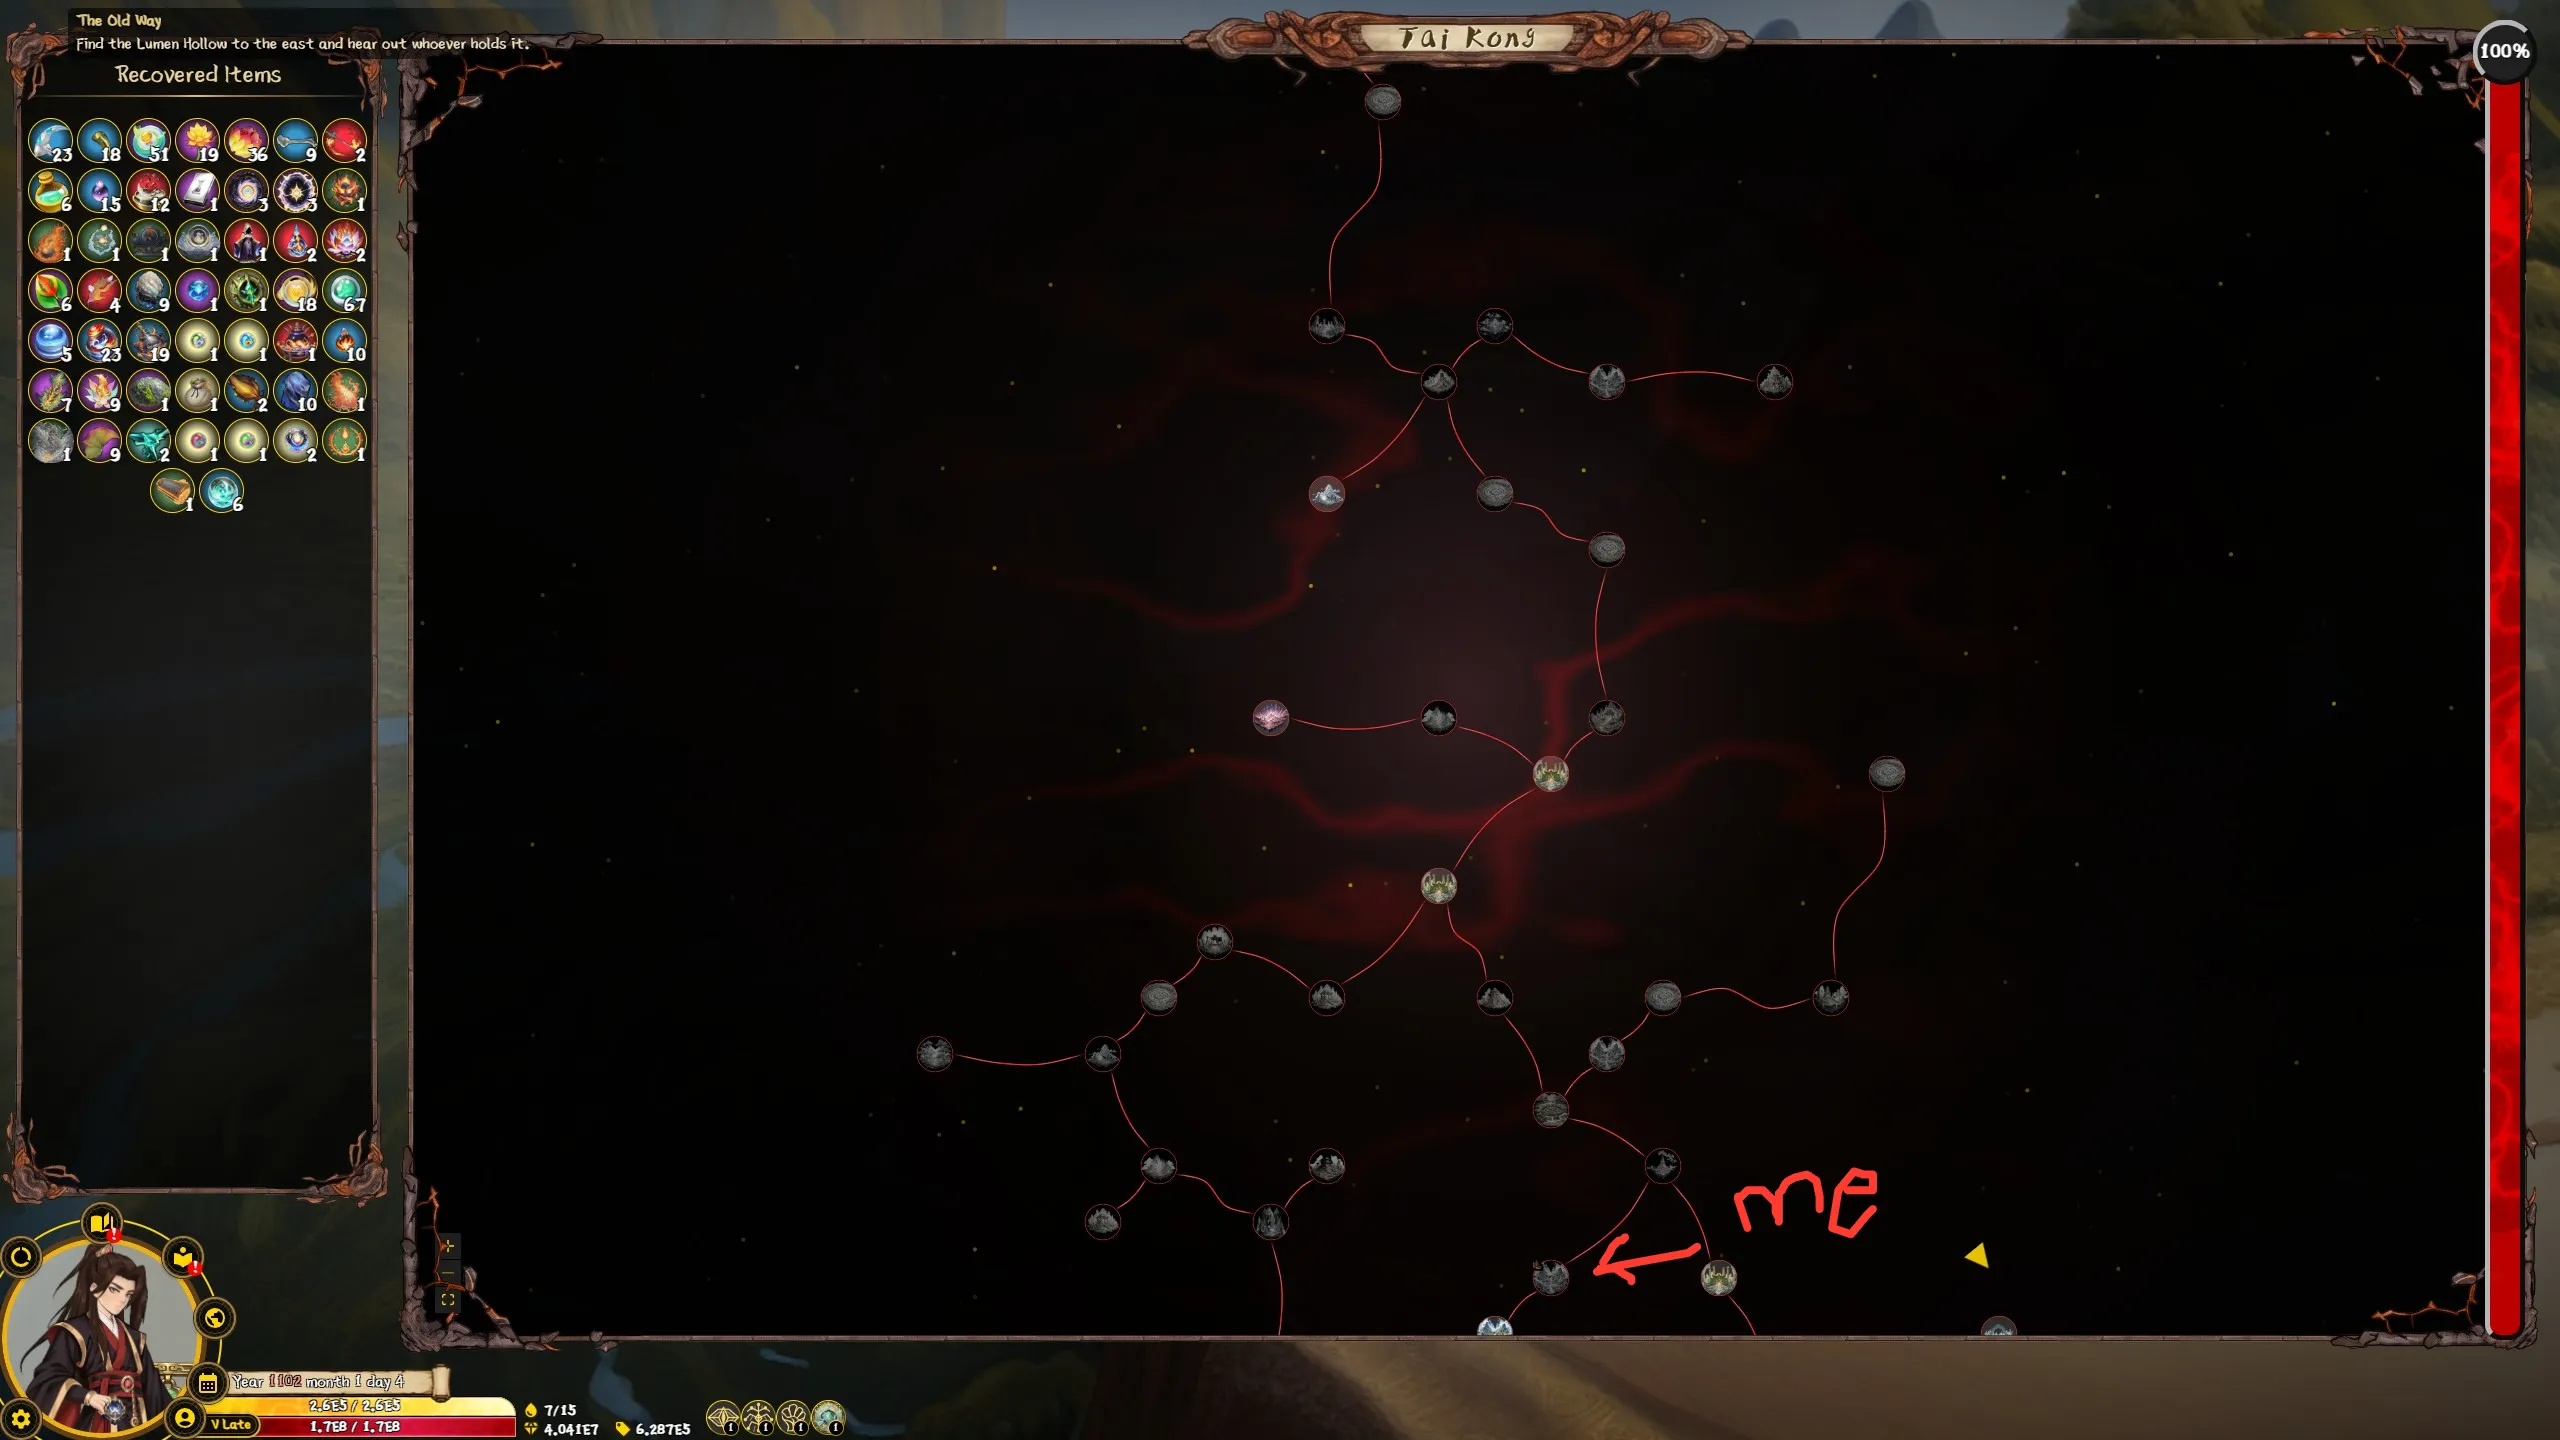 The Old Way
Find the Lumen Hollow to the east and hear out whoever holds it.
Recovered Items
Tai Kong
100%
23 18 51 19 36 9 2
6 15 12 1 3 3 1
1 1 1 1 1 2 2
6 4 9 1 1 18 67
5 23 19 1 1 1 10
7 9 1 1 2 10 1
1 9 2 1 1 2 1
1 6
me
Year 1102 month 1 day 4
2.6E5 / 2.6E5
V Late
1.7E8 / 1.7E8
7/15
4.041E7 6.287E5
1 1 1 1